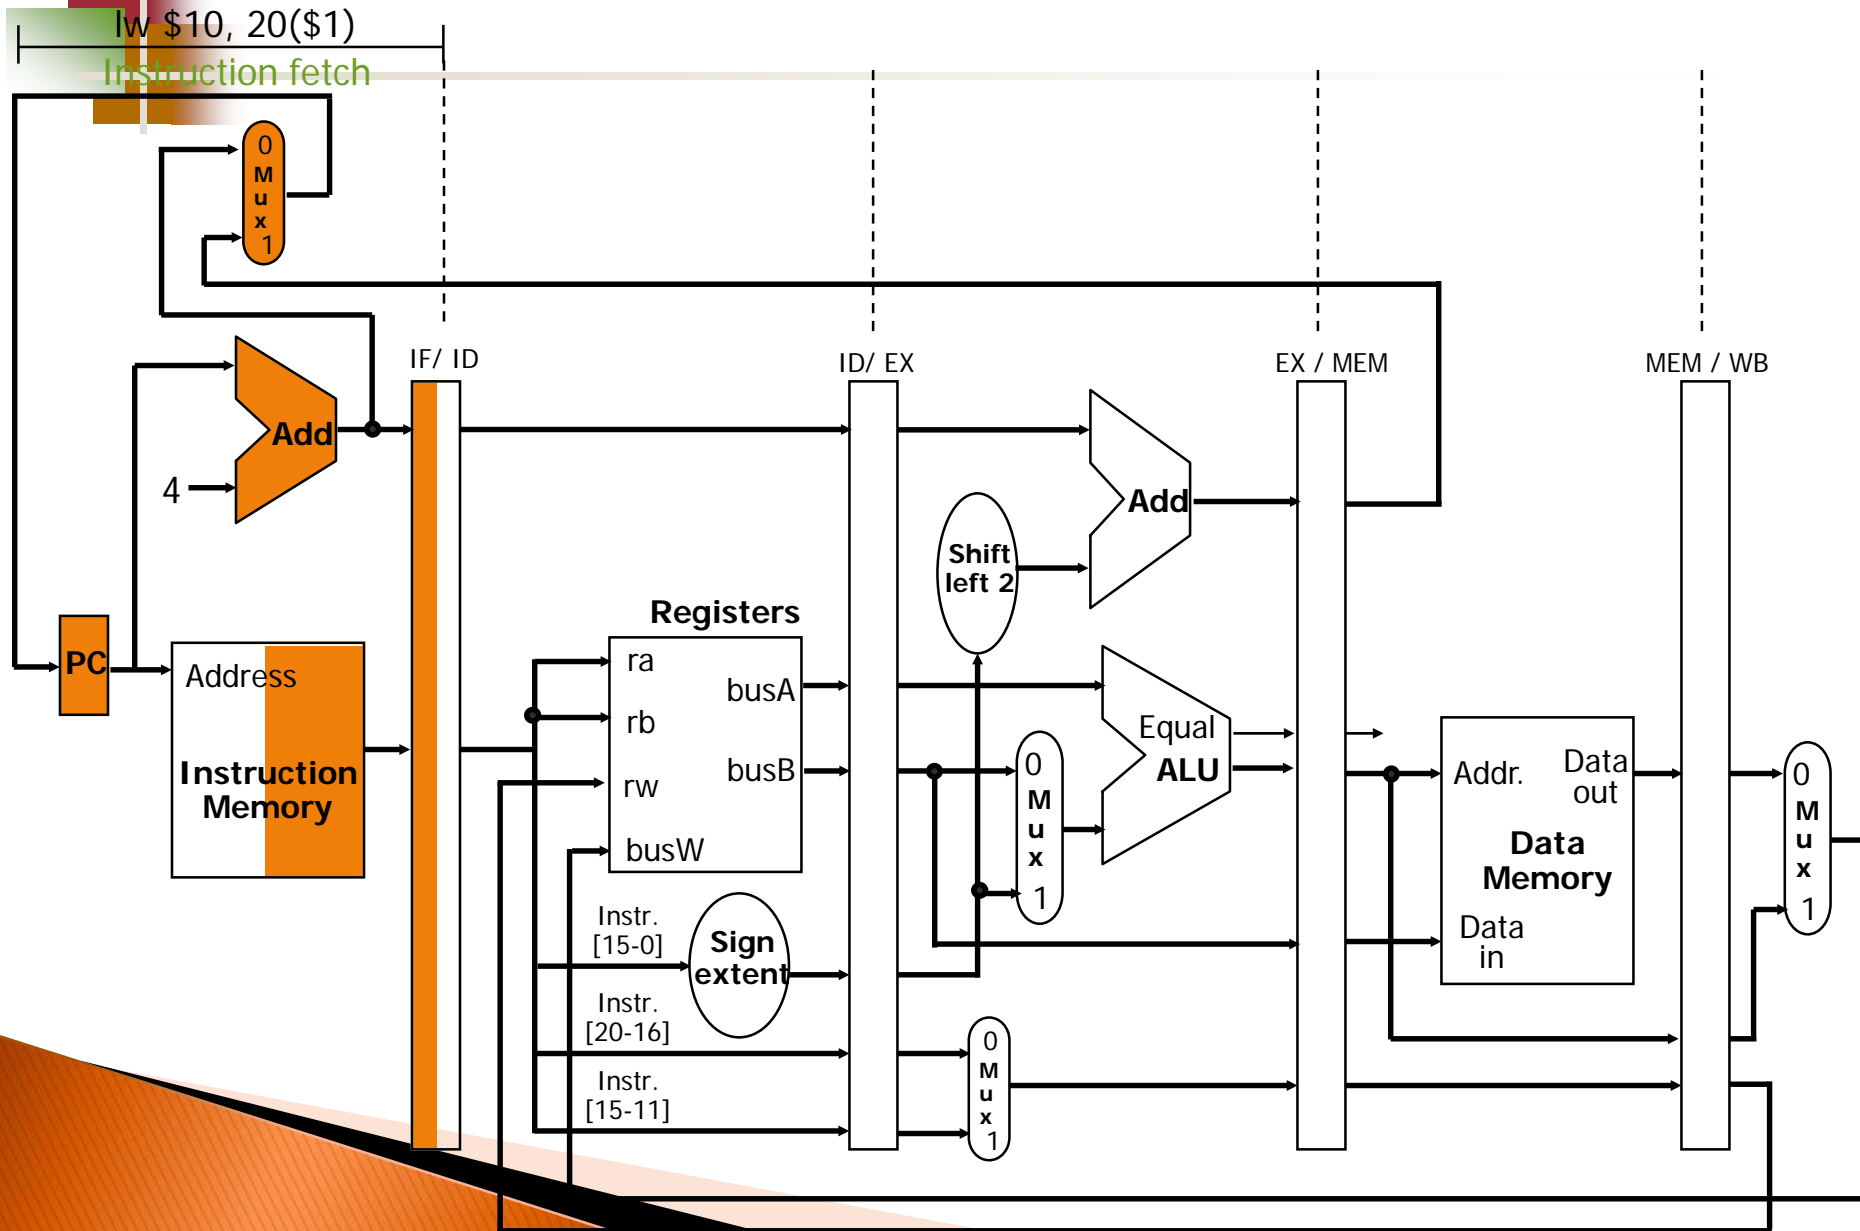 lw $10, 20($1)
Instruction fetch
0
M
u
x
1
IF/ ID
ID/ EX
EX / MEM
MEM / WB
Add
4
Add
Shift
left 2
Registers
PC
Address
Instruction
Memory
ra
rb
rw
busW
busA
busB
Equal
ALU
0
M
u
x
1
Addr.
Data
out
Data
Memory
Data
in
0
M
u
x
1
Instr.
[15-0]
Sign
extent
Instr.
[20-16]
Instr.
[15-11]
0
M
u
x
1